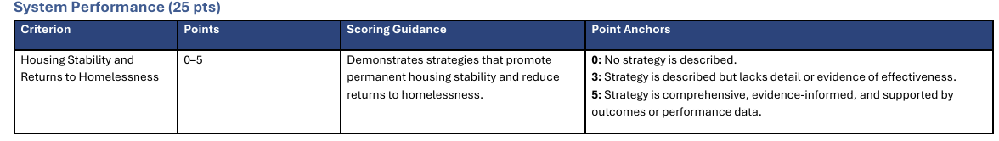 System Performance (25 pts)
Criterion
Points
Scoring Guidance
Point Anchors
Housing Stability and
Returns to Homelessness
0–5
Demonstrates strategies that promote
permanent housing stability and reduce
returns to homelessness.
0: No strategy is described.
3: Strategy is described but lacks detail or evidence of effectiveness.
5: Strategy is comprehensive, evidence-informed, and supported by
outcomes or performance data.